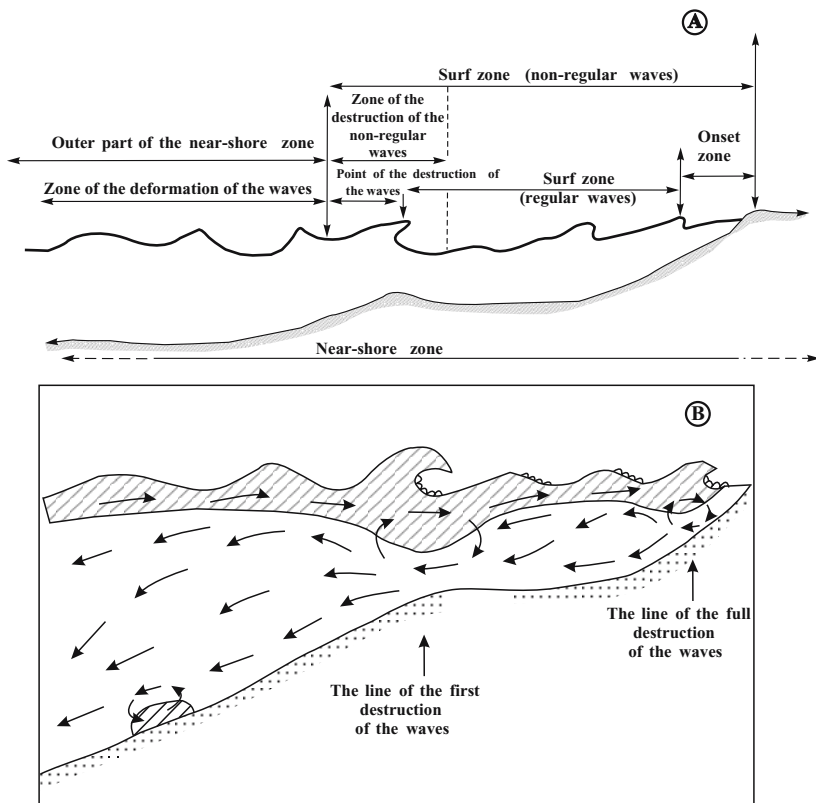 A
Surf zone (non-regular waves)
Zone of the
destruction of the
non-regular
waves
Onset
zone
Outer part of the near-shore zone
Point of the destruction of
the waves
Zone of the deformation of the waves
Surf zone
(regular waves)
Near-shore zone
B
The line of the full
destruction
of the waves
The line of the first
destruction
of the waves